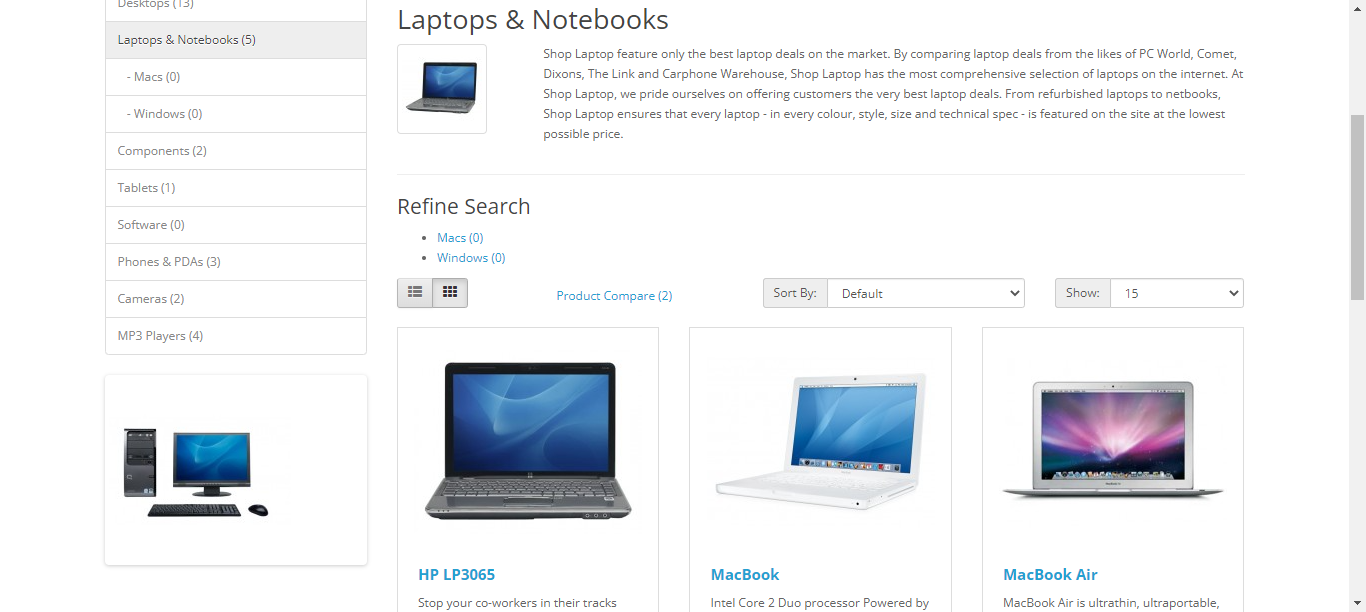 Desktops (13)
Laptops & Notebooks (5)
- Macs (0)
- Windows (0)
Components (2)
Tablets (1)
Software (0)
Phones & PDAs (3)
Cameras (2)
MP3 Players (4)
Laptops & Notebooks
Shop Laptop feature only the best laptop deals on the market. By comparing laptop deals from the likes of PC World, Comet,
Dixons, The Link and Carphone Warehouse, Shop Laptop has the most comprehensive selection of laptops on the internet. At
Shop Laptop, we pride ourselves on offering customers the very best laptop deals. From refurbished laptops to netbooks,
Shop Laptop ensures that every laptop - in every colour, style, size and technical spec - is featured on the site at the lowest
possible price.
Refine Search
Macs (0)
Windows (0)
Product Compare (2)
Sort By: Default
Show: 15
HP LP3065
Stop your co-workers in their tracks
MacBook
Intel Core 2 Duo processor Powered by
MacBook Air
MacBook Air is ultrathin, ultraportable,